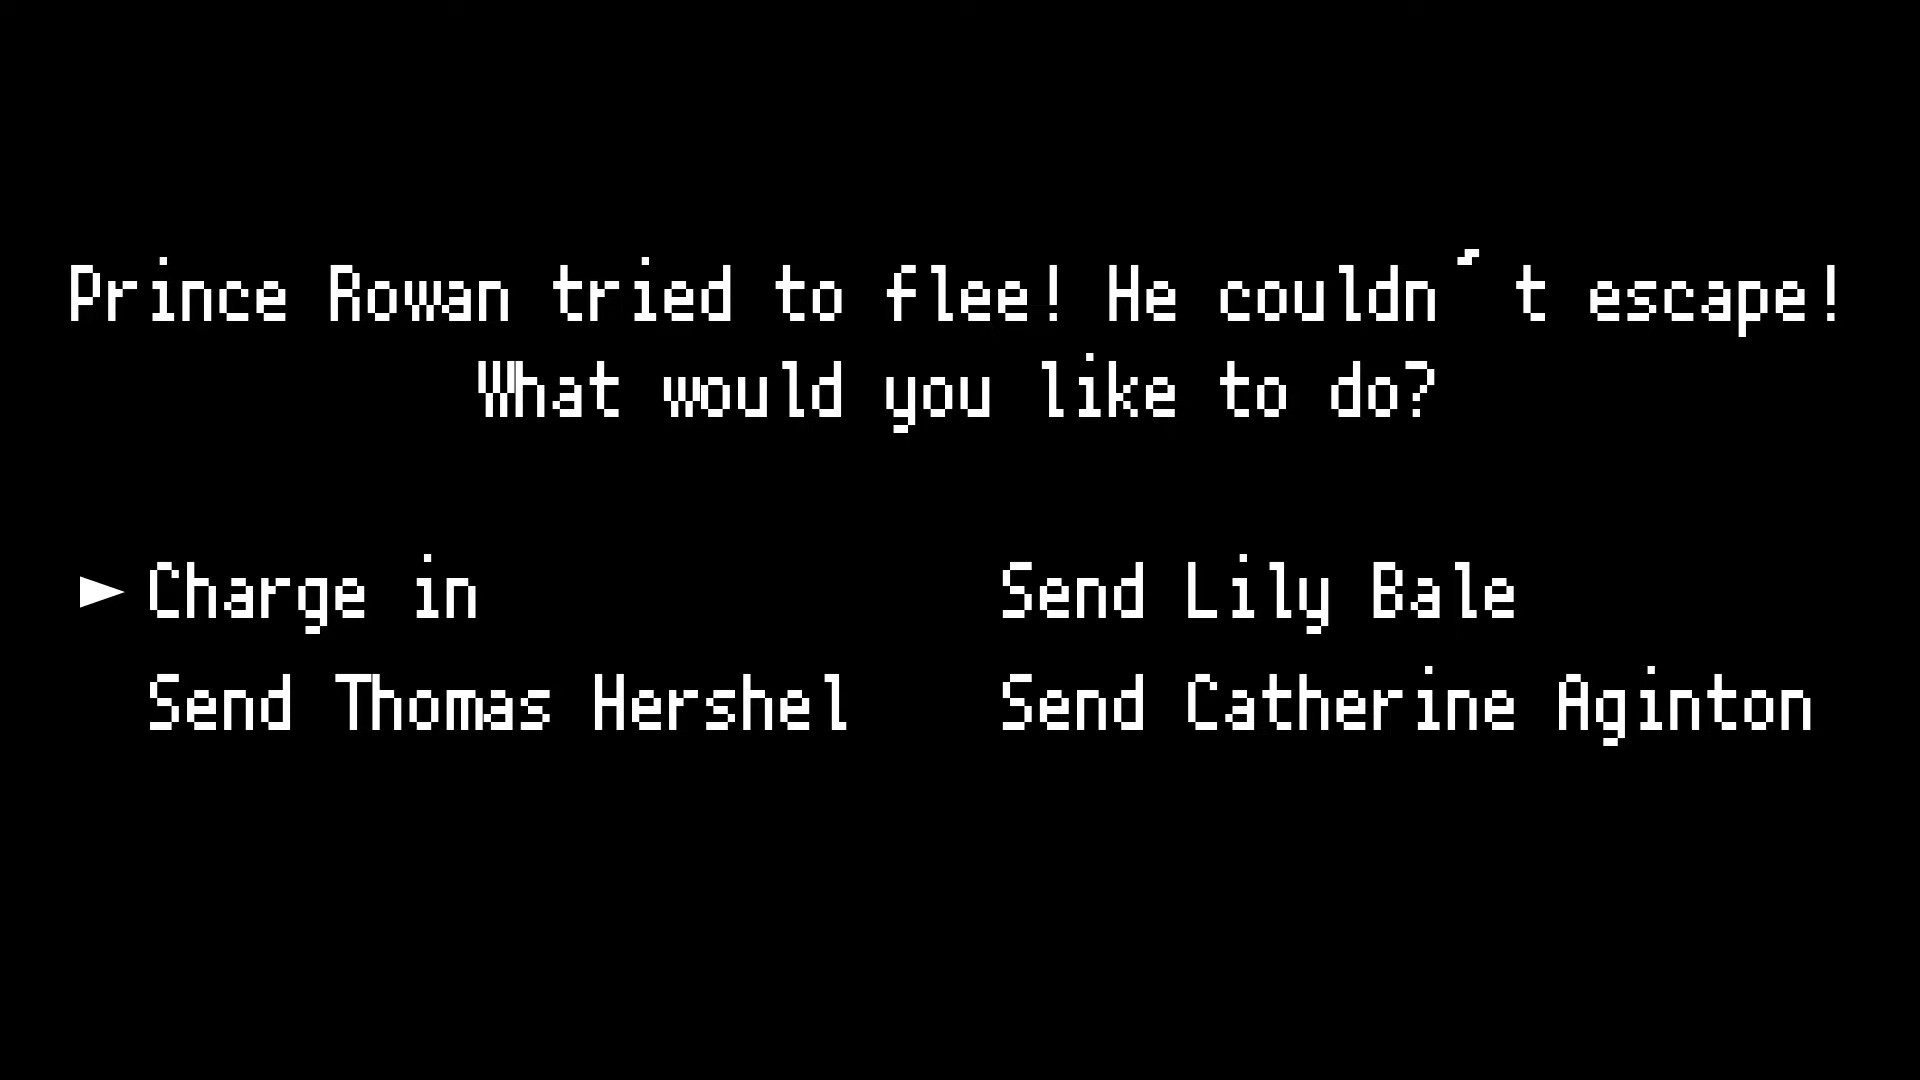 Prince Rowan tried to flee! He couldn´t escape!
What would you like to do?
Charge in
Send Lily Bale
Send Thomas Hershel
Send Catherine Aginton